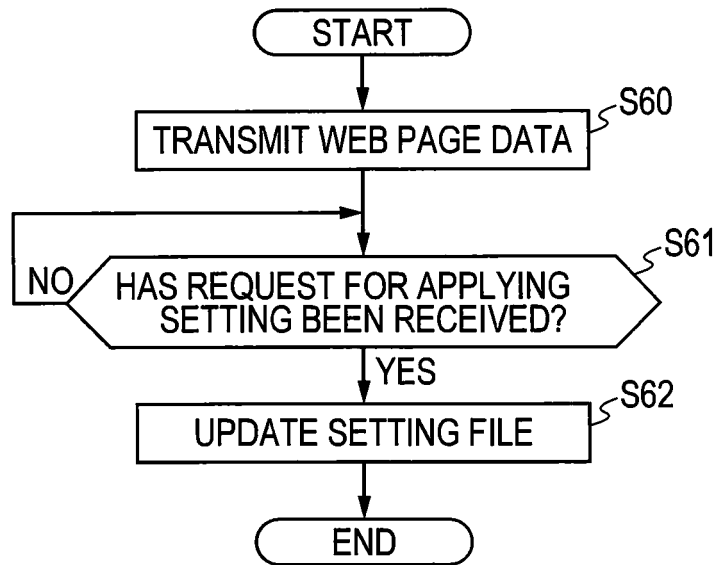 START
S60
TRANSMIT WEB PAGE DATA
S61
NO
HAS REQUEST FOR APPLYING
SETTING BEEN RECEIVED?
YES
S62
UPDATE SETTING FILE
END